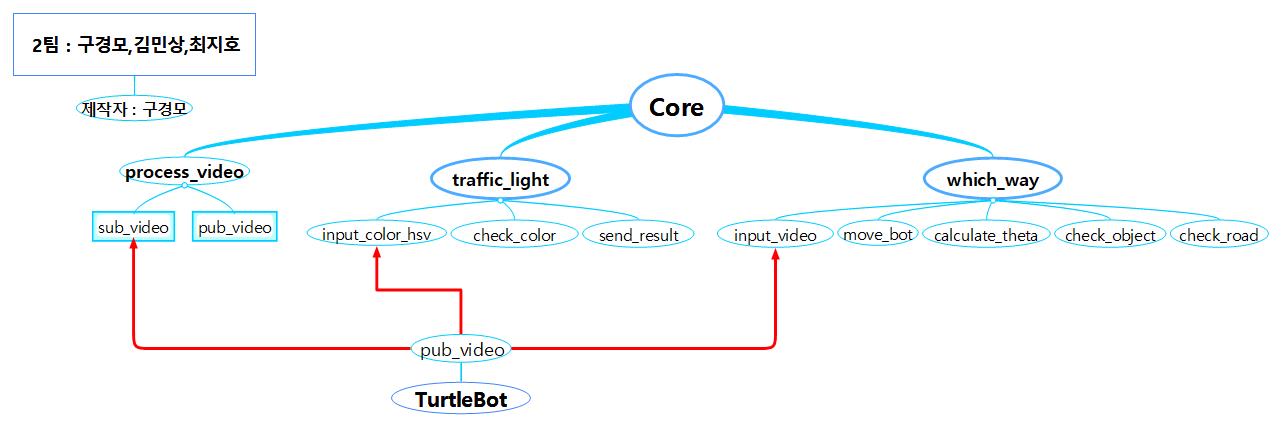 2팀 : 구경모,김민상,최지호
제작자 : 구경모
Core
process_video
traffic_light
which_way
sub_video
pub_video
input_color_hsv
check_color
send_result
input_video
move_bot
calculate_theta
check_object
check_road
pub_video
TurtleBot